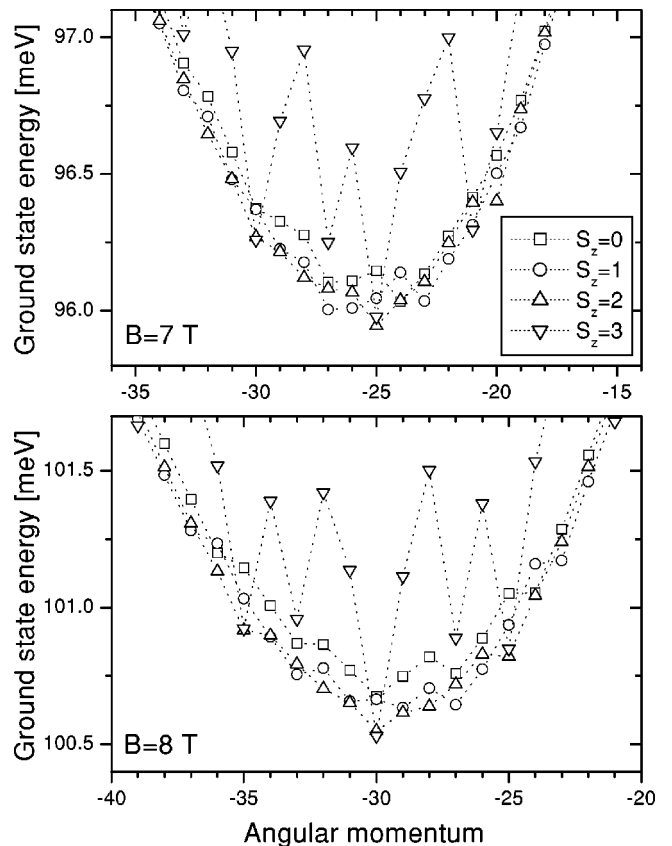 97.0
96.5
96.0
Ground state energy [meV]
B=7 T
S_z=0
S_z=1
S_z=2
S_z=3
-35 -30 -25 -20 -15
101.5
101.0
100.5
Ground state energy [meV]
B=8 T
-40 -35 -30 -25 -20
Angular momentum